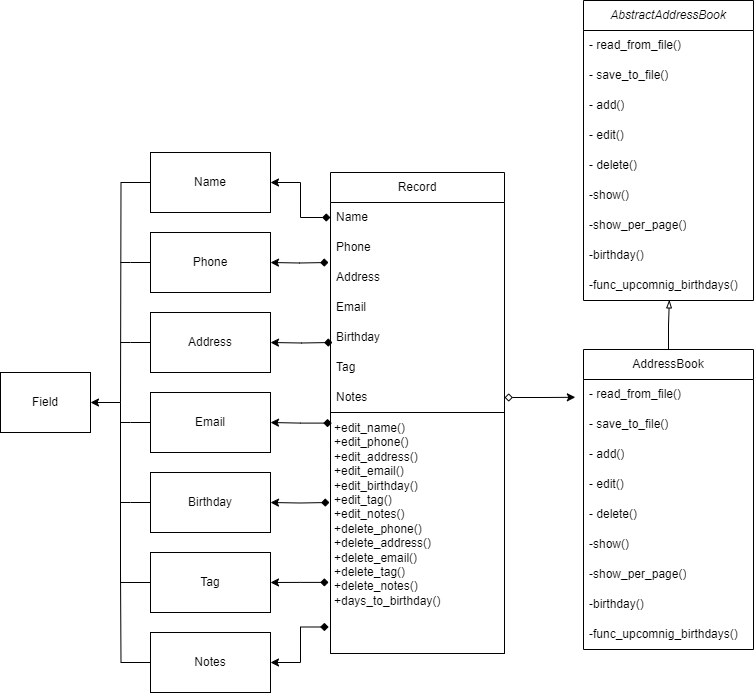 AbstractAddressBook
- read_from_file()
- save_to_file()
- add()
- edit()
- delete()
-show()
-show_per_page()
-birthday()
-func_upcomnig_birthdays()
Name
Phone
Address
Email
Birthday
Tag
Notes
Field
Record
Name
Phone
Address
Email
Birthday
Tag
Notes
+edit_name()
+edit_phone()
+edit_address()
+edit_email()
+edit_birthday()
+edit_tag()
+edit_notes()
+delete_phone()
+delete_address()
+delete_email()
+delete_tag()
+delete_notes()
+days_to_birthday()
AddressBook
- read_from_file()
- save_to_file()
- add()
- edit()
- delete()
-show()
-show_per_page()
-birthday()
-func_upcomnig_birthdays()